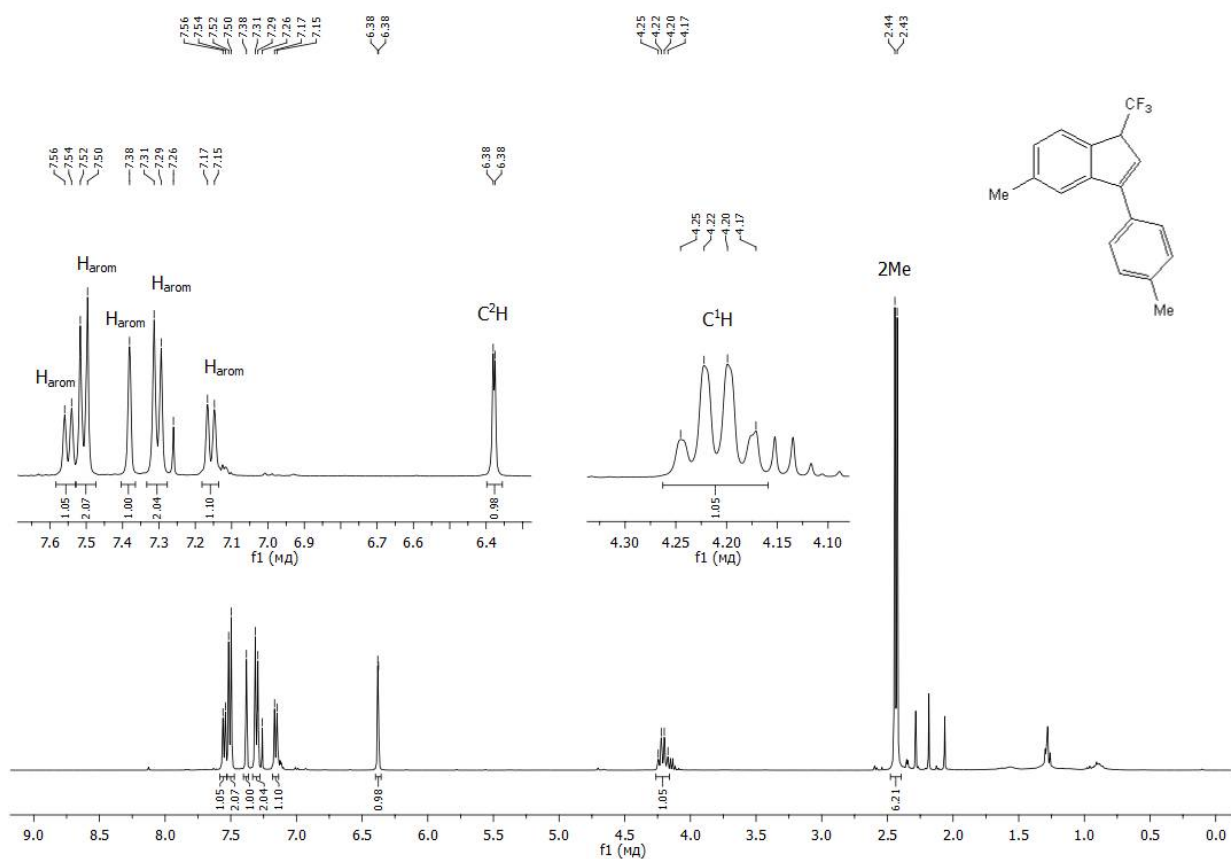 7.56 7.54 7.52 7.50 7.38 7.31 7.29 7.26 7.17 7.15 6.38 6.38 4.25 4.22 4.20 4.17 2.44 2.43
CF3
Me
Me
7.56 7.54 7.52 7.50 7.38 7.31 7.29 7.26 7.17 7.15 6.38 6.38
4.25 4.22 4.20 4.17
Harom
Harom
Harom
Harom
Harom
C²H
C¹H
2Me
1.05 2.07 1.00 2.04 1.10 0.98
1.05
7.6 7.5 7.4 7.3 7.2 7.1 6.9 6.7 6.6 6.4
f1 (мд)
4.30 4.25 4.20 4.15 4.10
f1 (мд)
1.05 2.07 1.00 2.04 1.10 0.98 1.05 6.21
9.0 8.5 8.0 7.5 7.0 6.5 6.0 5.5 5.0 4.5 4.0 3.5 3.0 2.5 2.0 1.5 1.0 0.5 0.0
f1 (мд)